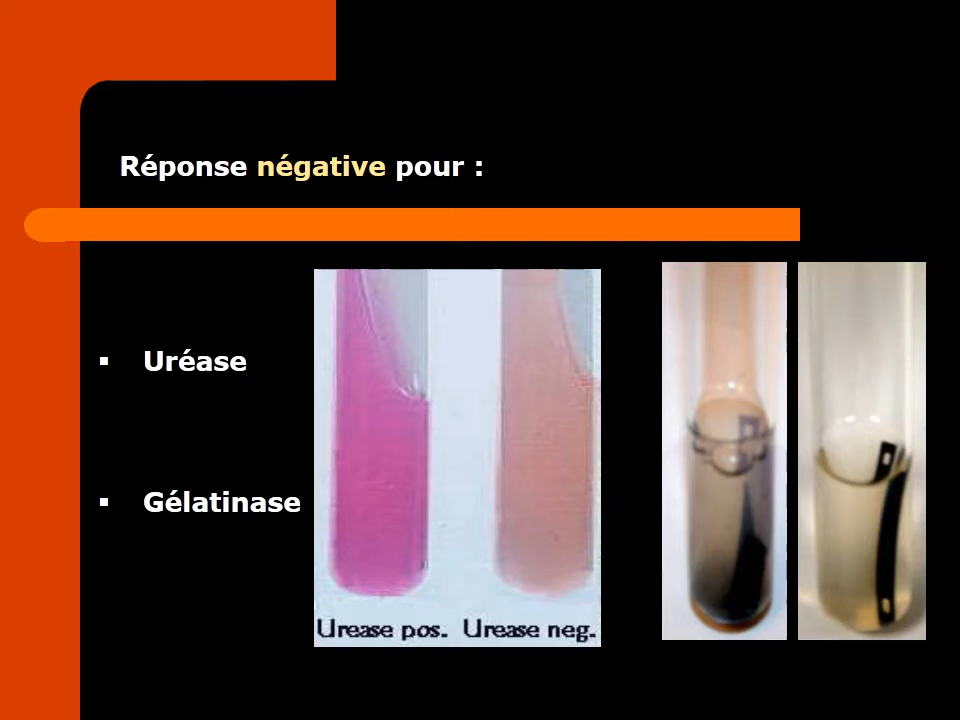 Réponse négative pour :
▪ Uréase
▪ Gélatinase
Urease pos. Urease neg.